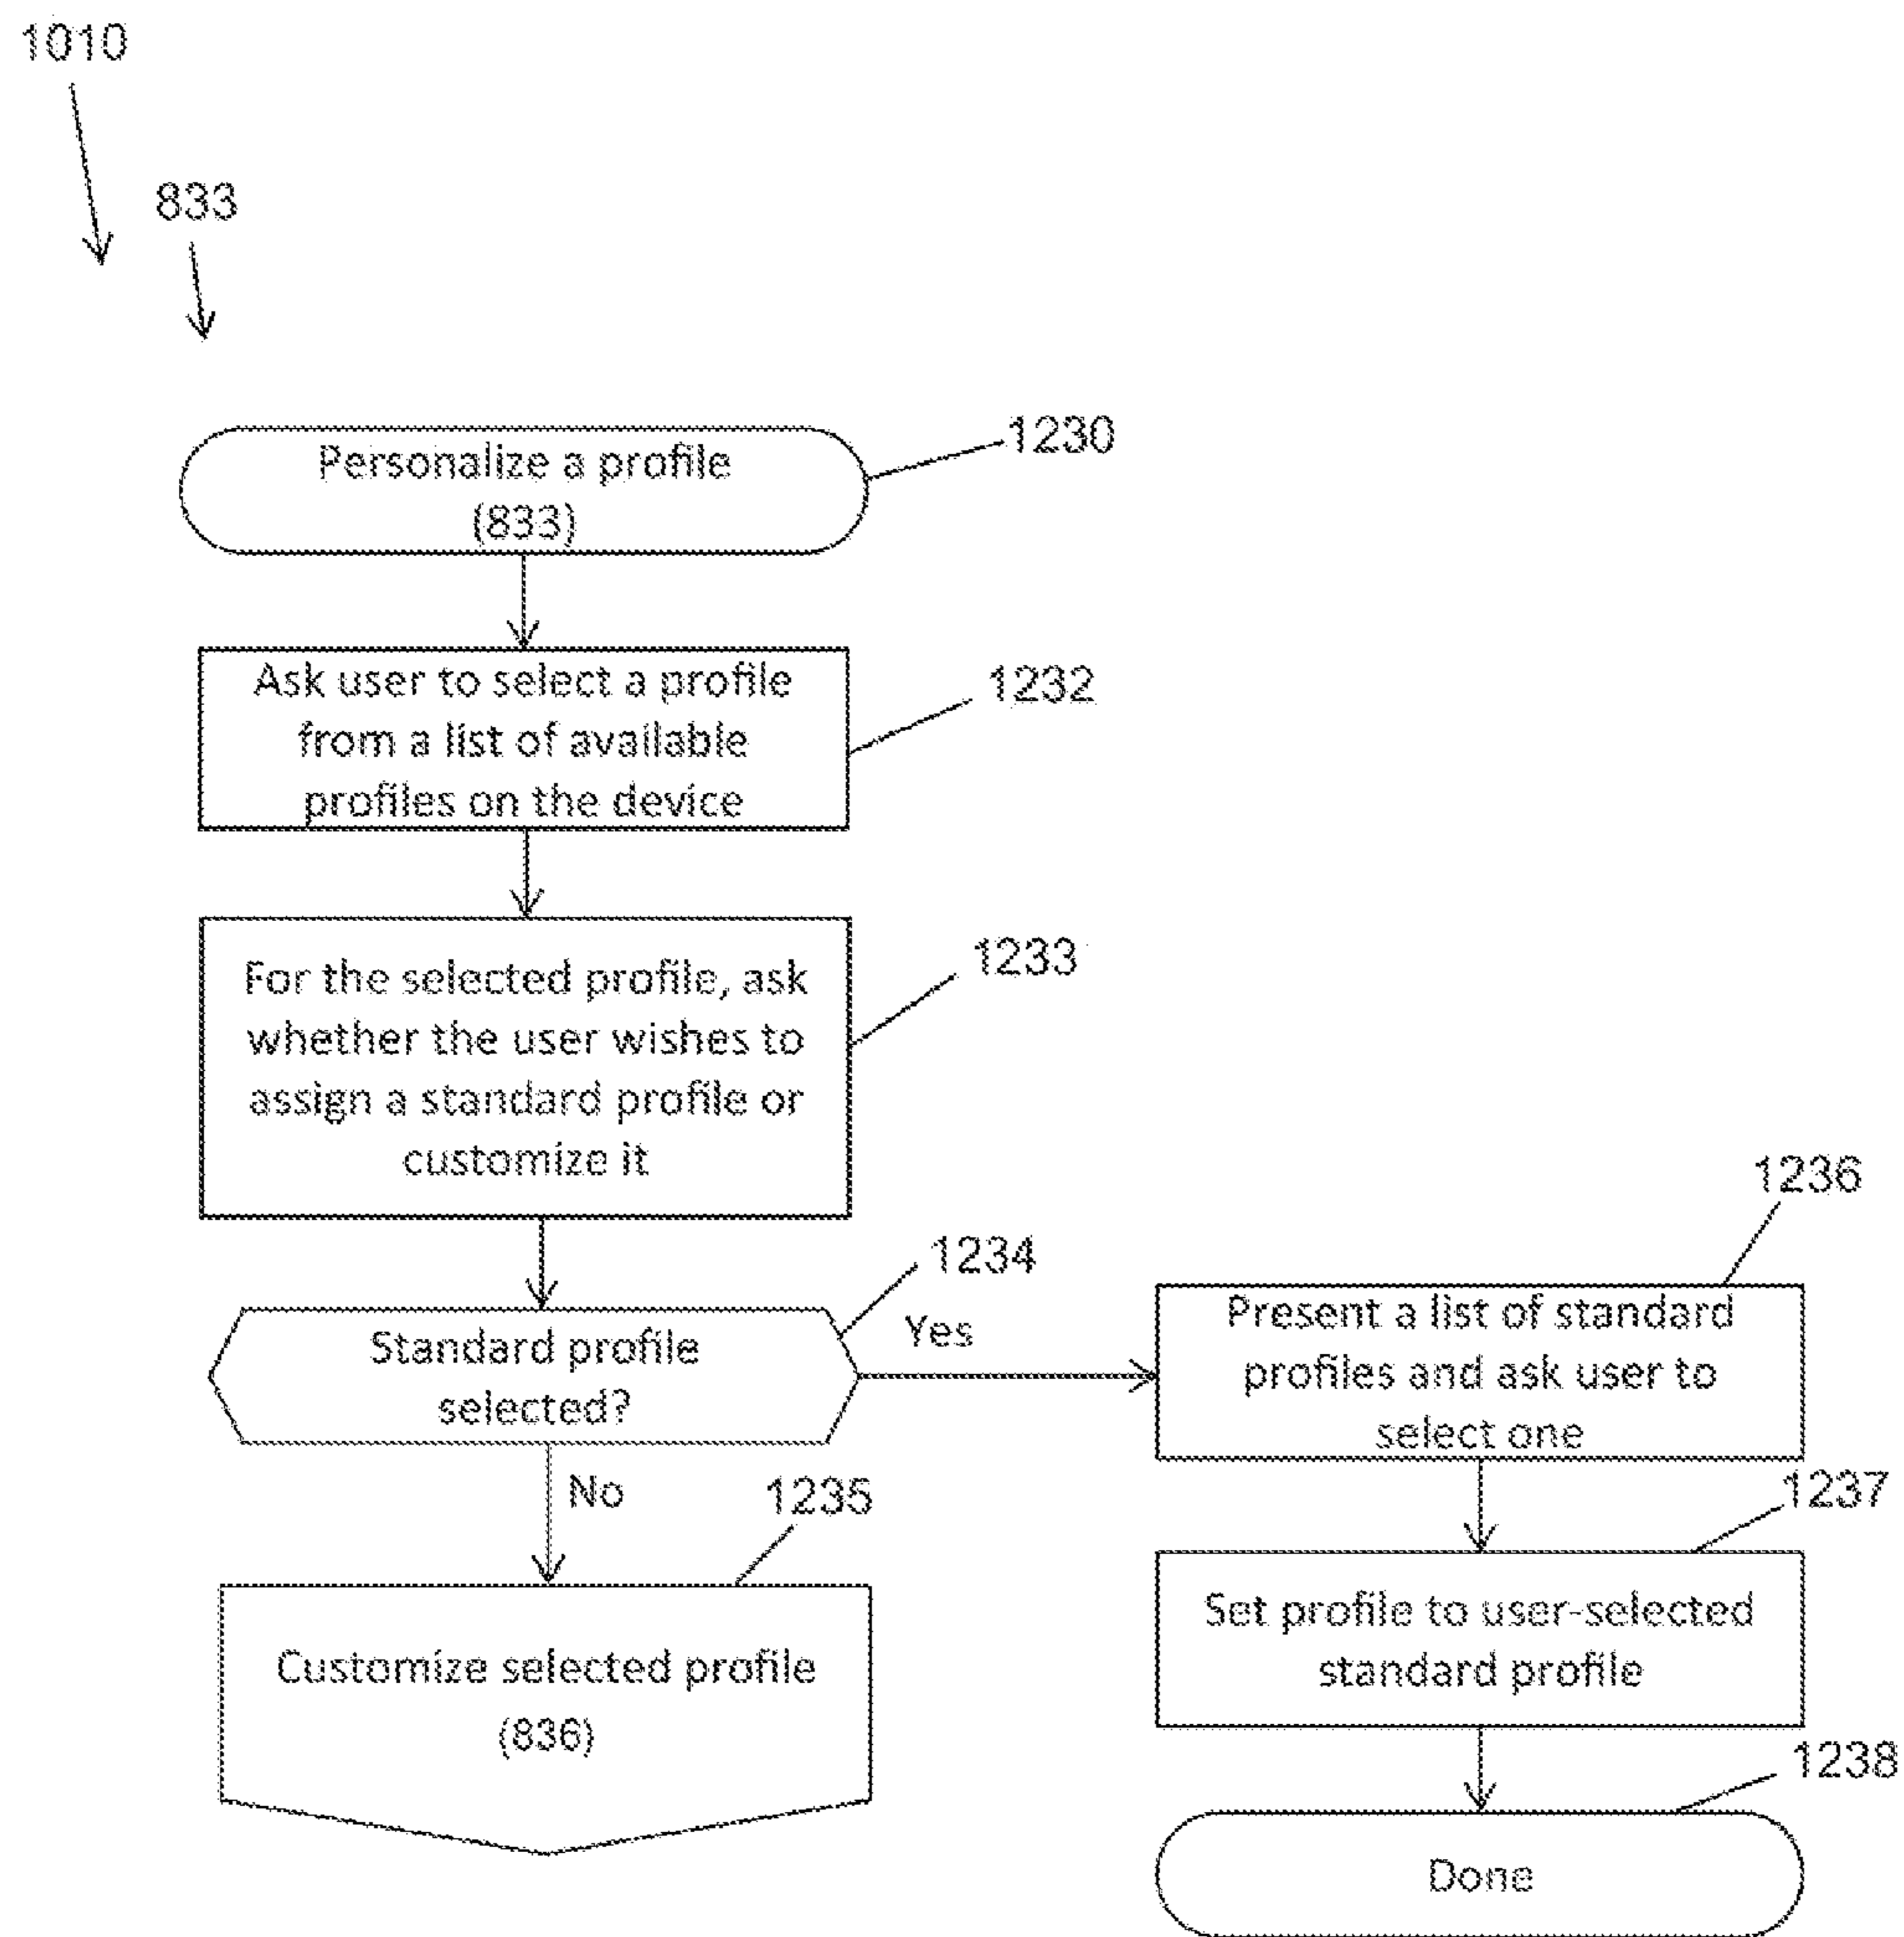 1010
833
Personalize a profile
(833)
1230
Ask user to select a profile
from a list of available
profiles on the device
1232
For the selected profile, ask
whether the user wishes to
assign a standard profile or
customize it
1233
Standard profile
selected?
1234
Yes
No
Customize selected profile
(836)
1235
Present a list of standard
profiles and ask user to
select one
1236
Set profile to user-selected
standard profile
1237
Done
1238